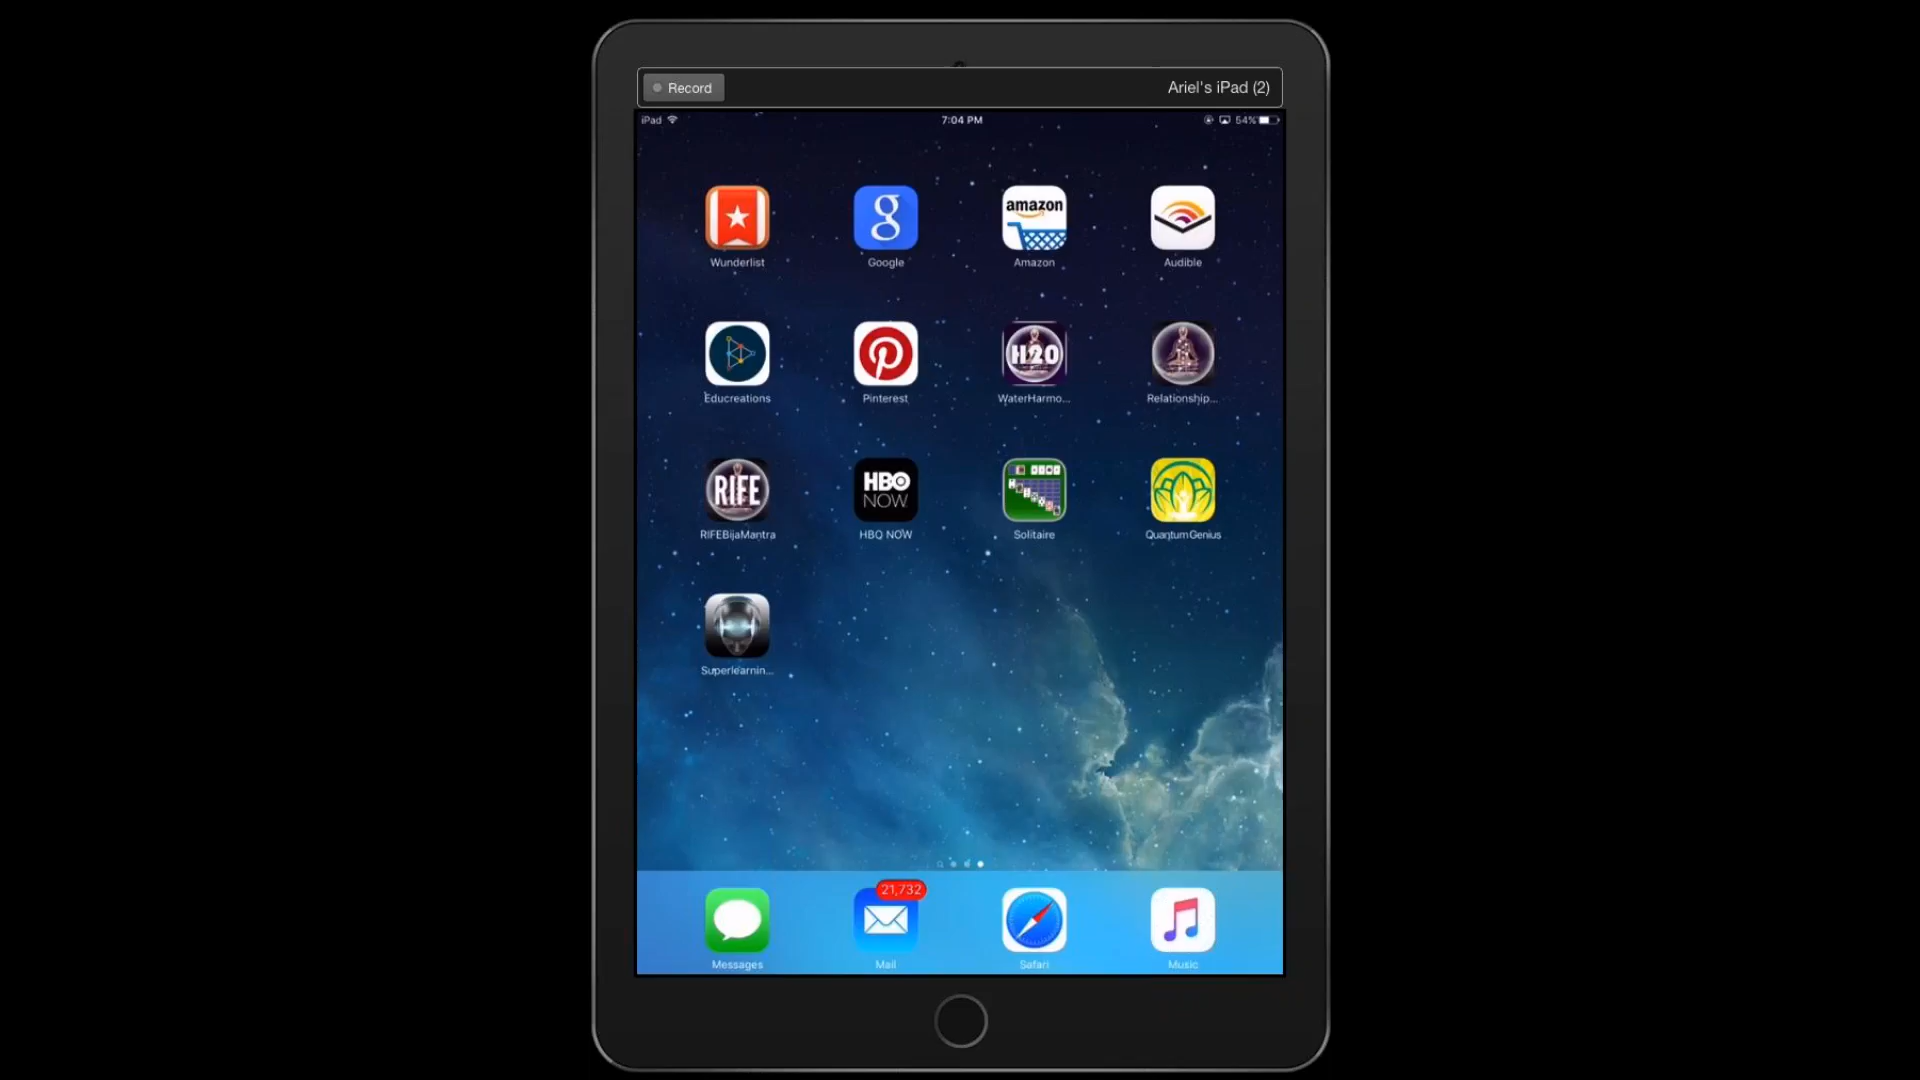 Record Ariel's iPad (2)
iPad 7:04 PM 54%
amazon
Wunderlist Google Amazon Audible
H2O
Educreations Pinterest WaterHarmo... Relationship...
RIFE HBO NOW
RIFEBijaMantra HBO NOW Solitaire QuantumGenius
Superlearnin...
21,732
Messages Mail Safari Music